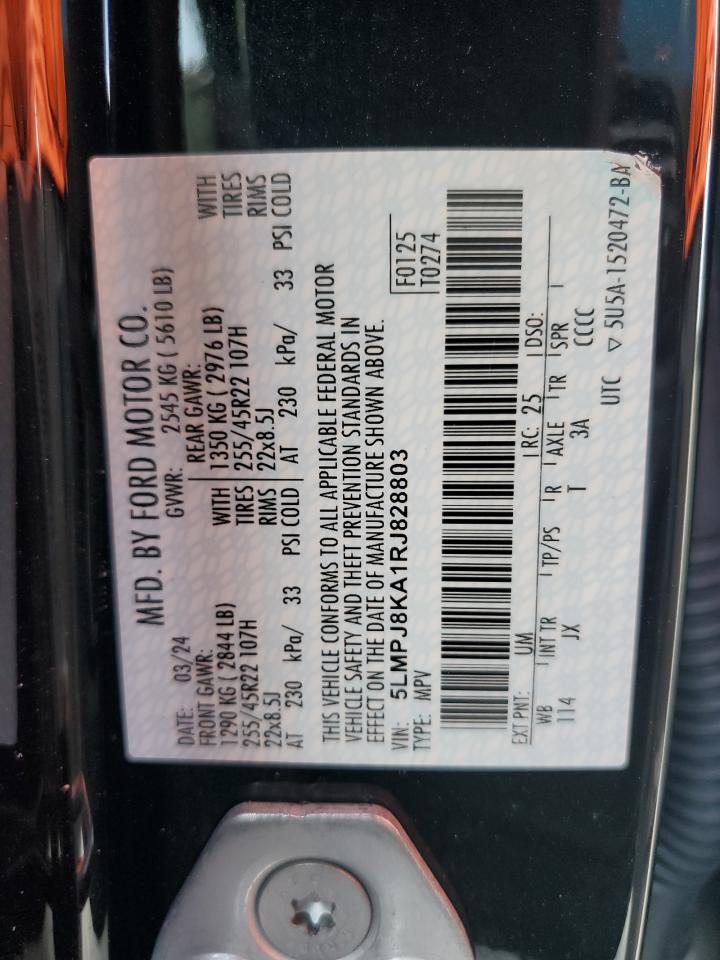 MFD. BY FORD MOTOR CO.
DATE: 03/24 GVWR: 2545 KG ( 5610 LB)
FRONT GAWR: REAR GAWR:
1290 KG ( 2844 LB) WITH 1350 KG ( 2976 LB) WITH
255/45R22 107H TIRES 255/45R22 107H TIRES
22x8.5J RIMS 22x8.5J RIMS
AT 230 kPa/ 33 PSI COLD AT 230 kPa/ 33 PSI COLD
THIS VEHICLE CONFORMS TO ALL APPLICABLE FEDERAL MOTOR
VEHICLE SAFETY AND THEFT PREVENTION STANDARDS IN
EFFECT ON THE DATE OF MANUFACTURE SHOWN ABOVE.
VIN: 5LMPJ8KA1RJ828803 F0125
TYPE: MPV T0274
EXT PNT: UM RC: 25 DSO:
WB INT TR TP/PS R AXLE TR SPR
114 JX T 3A CCCC
UTC ▽ 5U5A-1520472-BA